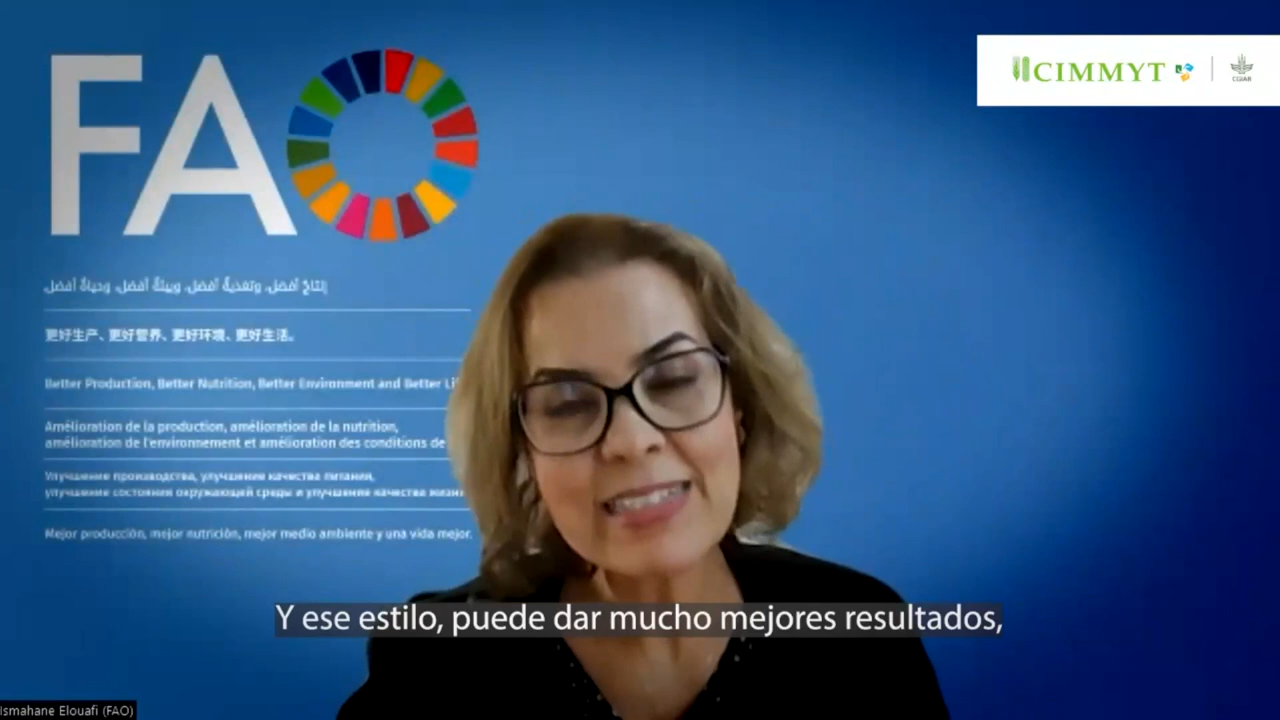 FAO
CIMMYT
CGIAR
إنتاجٌ أفضل، وتغذيةٌ أفضل، وبيئةٌ أفضل، وحياةٌ أفضل.
更好生产、更好营养、更好环境、更好生活。
Better Production, Better Nutrition, Better Environment and Better Li
Amélioration de la production, amélioration de la nutrition,
amélioration de l'environnement et amélioration des conditions de
Улучшение производства, улучшение качества питания,
улучшение состояния окружающей среды и улучшение качества жизни
Mejor producción, mejor nutrición, mejor medio ambiente y una vida mejor.
Y ese estilo, puede dar mucho mejores resultados,
Ismahane Elouafi (FAO)